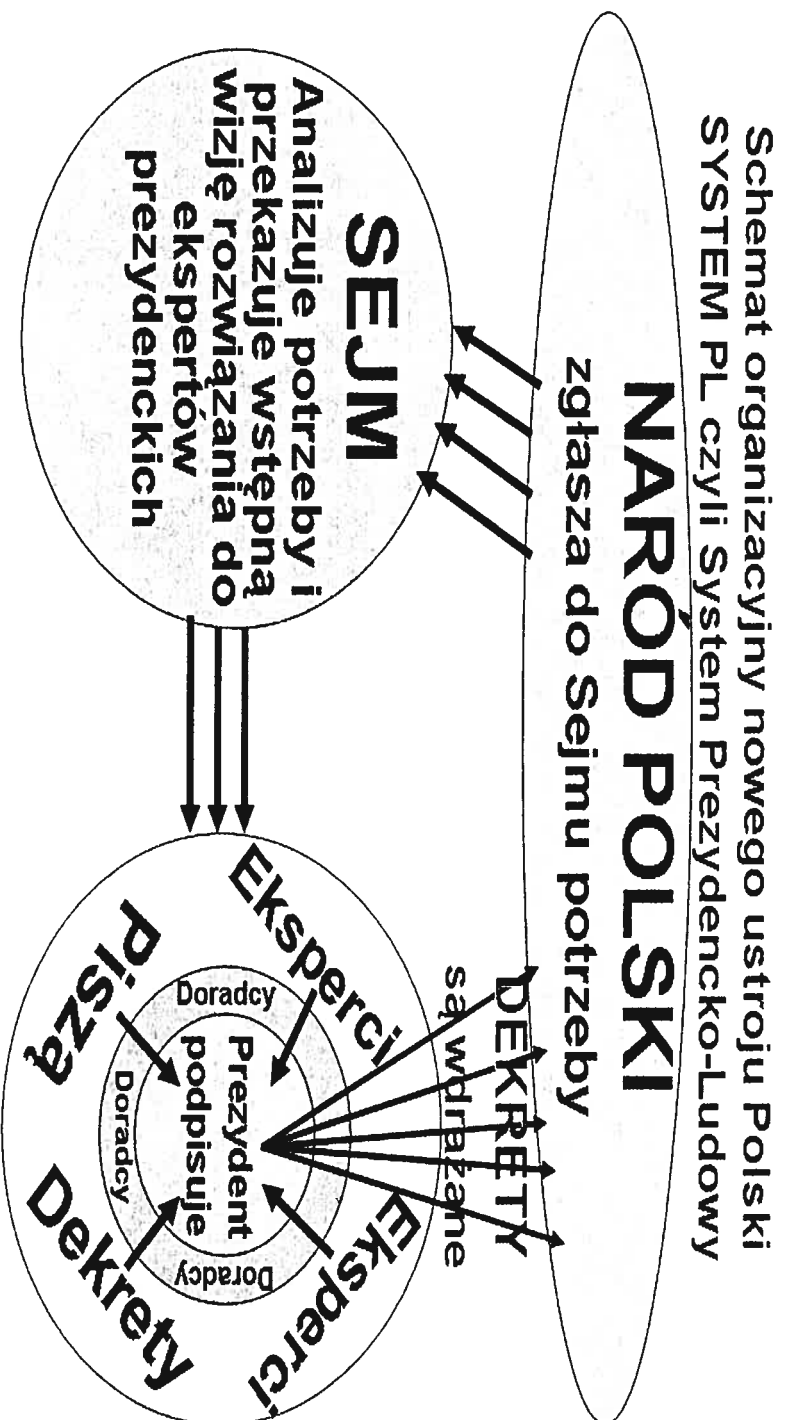 Schemat organizacyjny nowego ustroju Polski
SYSTEM PL czyli System Prezydencko-Ludowy
NARÓD POLSKI
zgłasza do Sejmu potrzeby
SEJM
Analizuje potrzeby i
przekazuje wstępną
wizję rozwiązania do
ekspertów
prezydenckich
DEKRETY
są wdrażane
Eksperci
Eksperci
Piszą
Dekrety
Doradcy
Doradcy
Doradcy
Prezydent
podpisuje